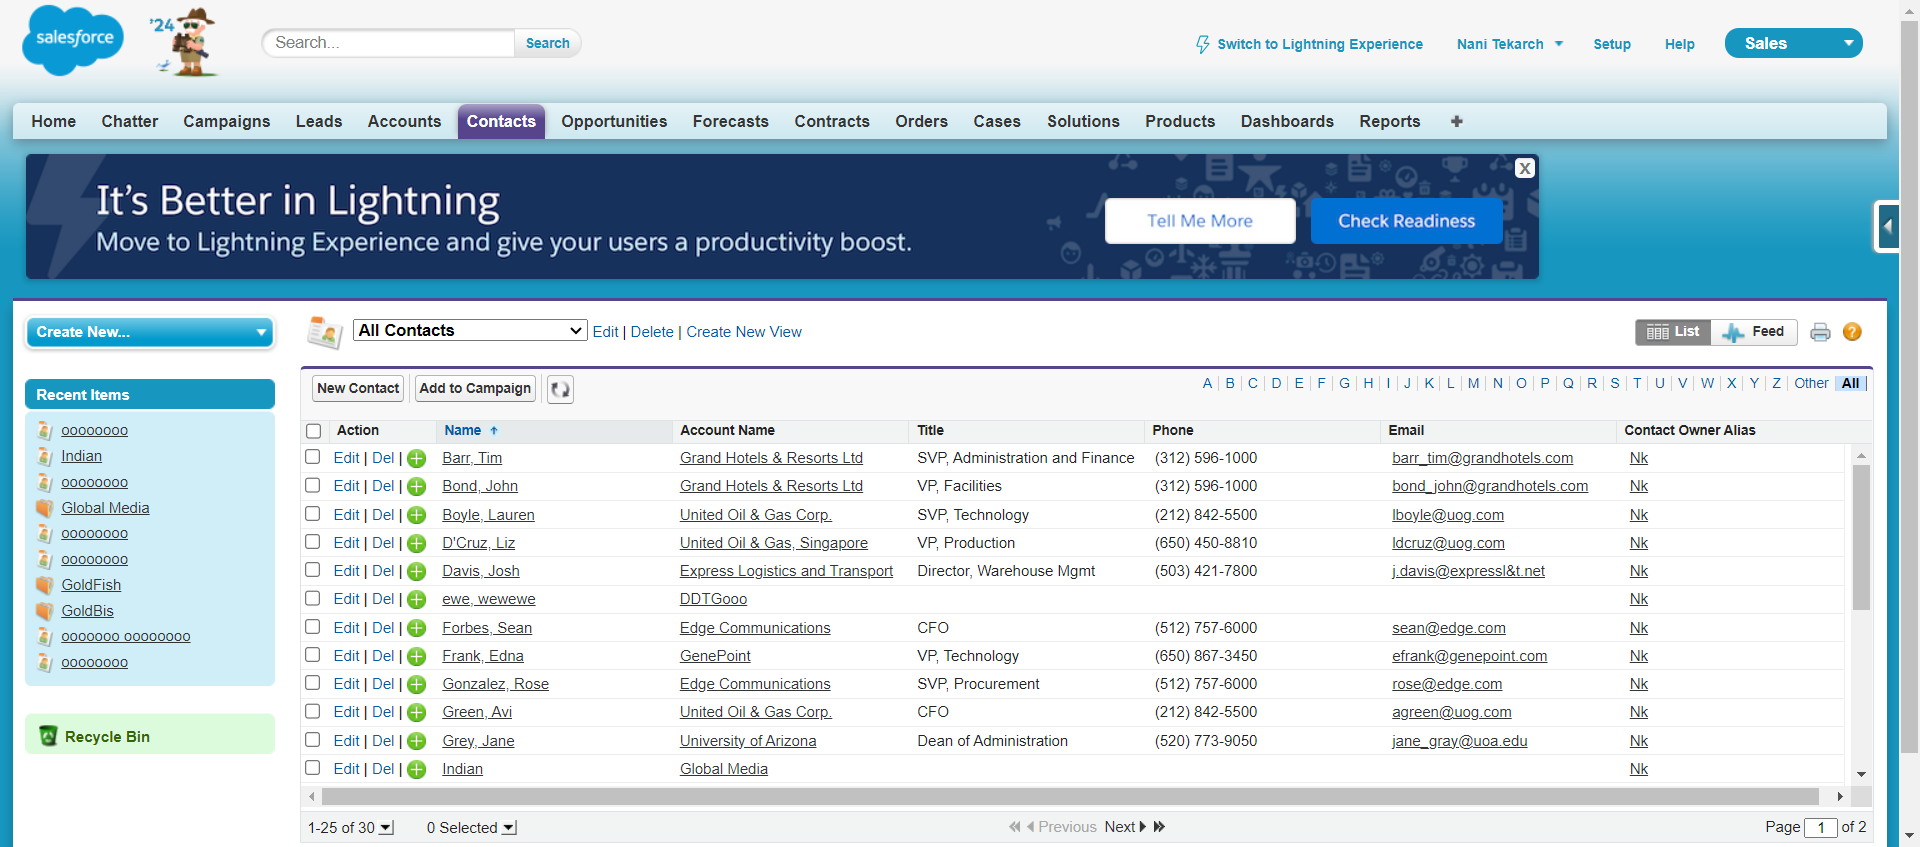 salesforce
'24
Search...
Search
Switch to Lightning Experience
Nani Tekarch
Setup
Help
Sales
Home Chatter Campaigns Leads Accounts Contacts Opportunities Forecasts Contracts Orders Cases Solutions Products Dashboards Reports +
It's Better in Lightning
Move to Lightning Experience and give your users a productivity boost.
Tell Me More
Check Readiness
X
Create New...
Recent Items
oooooooo
Indian
oooooooo
Global Media
oooooooo
oooooooo
GoldFish
GoldBis
ooooooo oooooooo
oooooooo
Recycle Bin
All Contacts
Edit | Delete | Create New View
List
Feed
?
New Contact
Add to Campaign
A | B | C | D | E | F | G | H | I | J | K | L | M | N | O | P | Q | R | S | T | U | V | W | X | Y | Z | Other | All |
Action Name Account Name Title Phone Email Contact Owner Alias
Edit | Del | Barr, Tim Grand Hotels & Resorts Ltd SVP, Administration and Finance (312) 596-1000 barr_tim@grandhotels.com Nk
Edit | Del | Bond, John Grand Hotels & Resorts Ltd VP, Facilities (312) 596-1000 bond_john@grandhotels.com Nk
Edit | Del | Boyle, Lauren United Oil & Gas Corp. SVP, Technology (212) 842-5500 lboyle@uog.com Nk
Edit | Del | D'Cruz, Liz United Oil & Gas, Singapore VP, Production (650) 450-8810 ldcruz@uog.com Nk
Edit | Del | Davis, Josh Express Logistics and Transport Director, Warehouse Mgmt (503) 421-7800 j.davis@expressl&t.net Nk
Edit | Del | ewe, wewewe DDTGooo Nk
Edit | Del | Forbes, Sean Edge Communications CFO (512) 757-6000 sean@edge.com Nk
Edit | Del | Frank, Edna GenePoint VP, Technology (650) 867-3450 efrank@genepoint.com Nk
Edit | Del | Gonzalez, Rose Edge Communications SVP, Procurement (512) 757-6000 rose@edge.com Nk
Edit | Del | Green, Avi United Oil & Gas Corp. CFO (212) 842-5500 agreen@uog.com Nk
Edit | Del | Grey, Jane University of Arizona Dean of Administration (520) 773-9050 jane_gray@uoa.edu Nk
Edit | Del | Indian Global Media Nk
1-25 of 30
0 Selected
Previous Next
Page 1 of 2